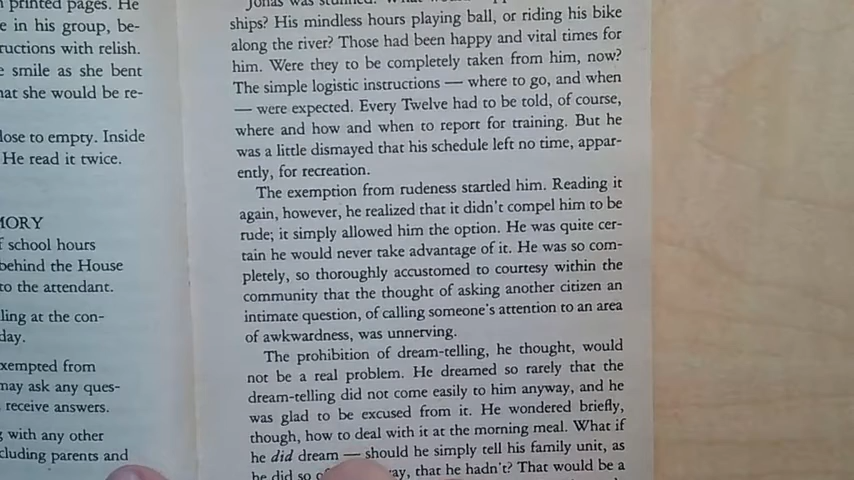 printed pages. He
e in his group, be-
ructions with relish.
e smile as she bent
hat she would be re-
lose to empty. Inside
He read it twice.
MORY
f school hours
behind the House
to the attendant.
ling at the con-
day.
xempted from
may ask any ques-
receive answers.
g with any other
cluding parents and
Jonas was stunned. What
ships? His mindless hours playing ball, or riding his bike
along the river? Those had been happy and vital times for
him. Were they to be completely taken from him, now?
The simple logistic instructions — where to go, and when
— were expected. Every Twelve had to be told, of course,
where and how and when to report for training. But he
was a little dismayed that his schedule left no time, appar-
ently, for recreation.
The exemption from rudeness startled him. Reading it
again, however, he realized that it didn't compel him to be
rude; it simply allowed him the option. He was quite cer-
tain he would never take advantage of it. He was so com-
pletely, so thoroughly accustomed to courtesy within the
community that the thought of asking another citizen an
intimate question, of calling someone's attention to an area
of awkwardness, was unnerving.
The prohibition of dream-telling, he thought, would
not be a real problem. He dreamed so rarely that the
dream-telling did not come easily to him anyway, and he
was glad to be excused from it. He wondered briefly,
though, how to deal with it at the morning meal. What if
he did dream — should he simply tell his family unit, as
he did so way, that he hadn't? That would be a